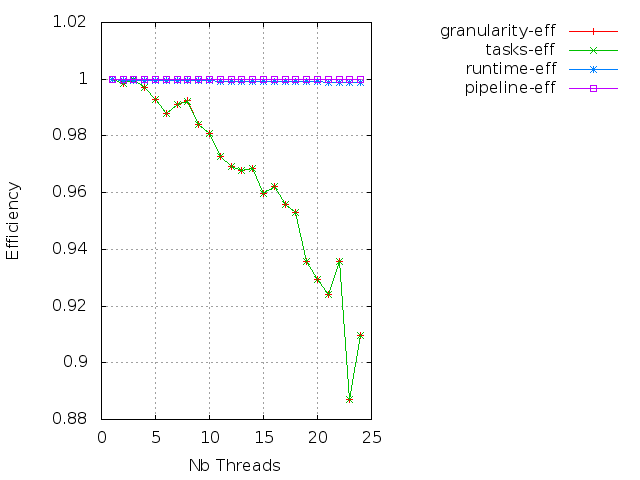 1.02
1
0.98
0.96
0.94
0.92
0.9
0.88
0 5 10 15 20 25
Efficiency
Nb Threads
granularity-eff
tasks-eff
runtime-eff
pipeline-eff